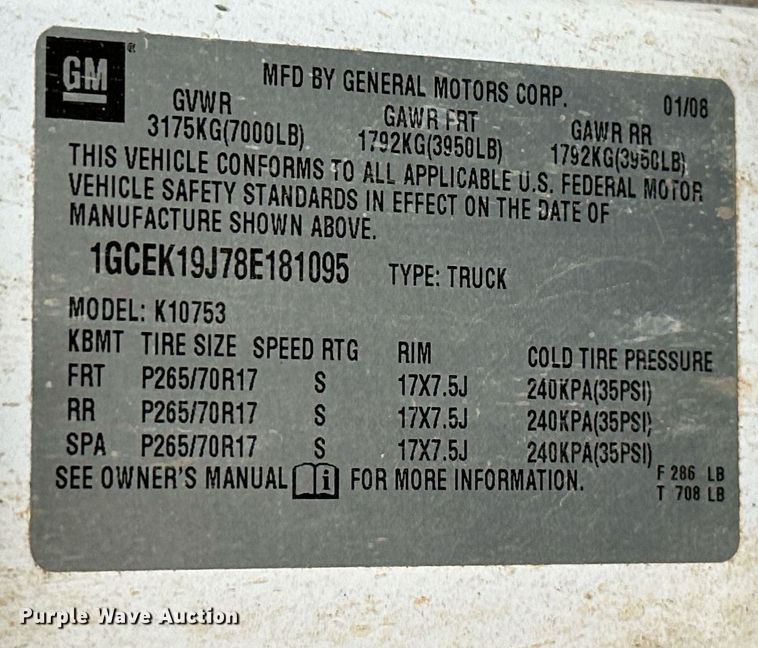 GM ®
MFD BY GENERAL MOTORS CORP. 01/08
GVWR GAWR FRT GAWR RR
3175KG(7000LB) 1792KG(3950LB) 1792KG(3950LB)
THIS VEHICLE CONFORMS TO ALL APPLICABLE U.S. FEDERAL MOTOR
VEHICLE SAFETY STANDARDS IN EFFECT ON THE DATE OF
MANUFACTURE SHOWN ABOVE.
1GCEK19J78E181095 TYPE: TRUCK
MODEL: K10753
KBMT TIRE SIZE SPEED RTG RIM COLD TIRE PRESSURE
FRT P265/70R17 S 17X7.5J 240KPA(35PSI)
RR P265/70R17 S 17X7.5J 240KPA(35PSI)
SPA P265/70R17 S 17X7.5J 240KPA(35PSI)
SEE OWNER'S MANUAL i FOR MORE INFORMATION.
F 286 LB
T 708 LB
Purple Wave Auction